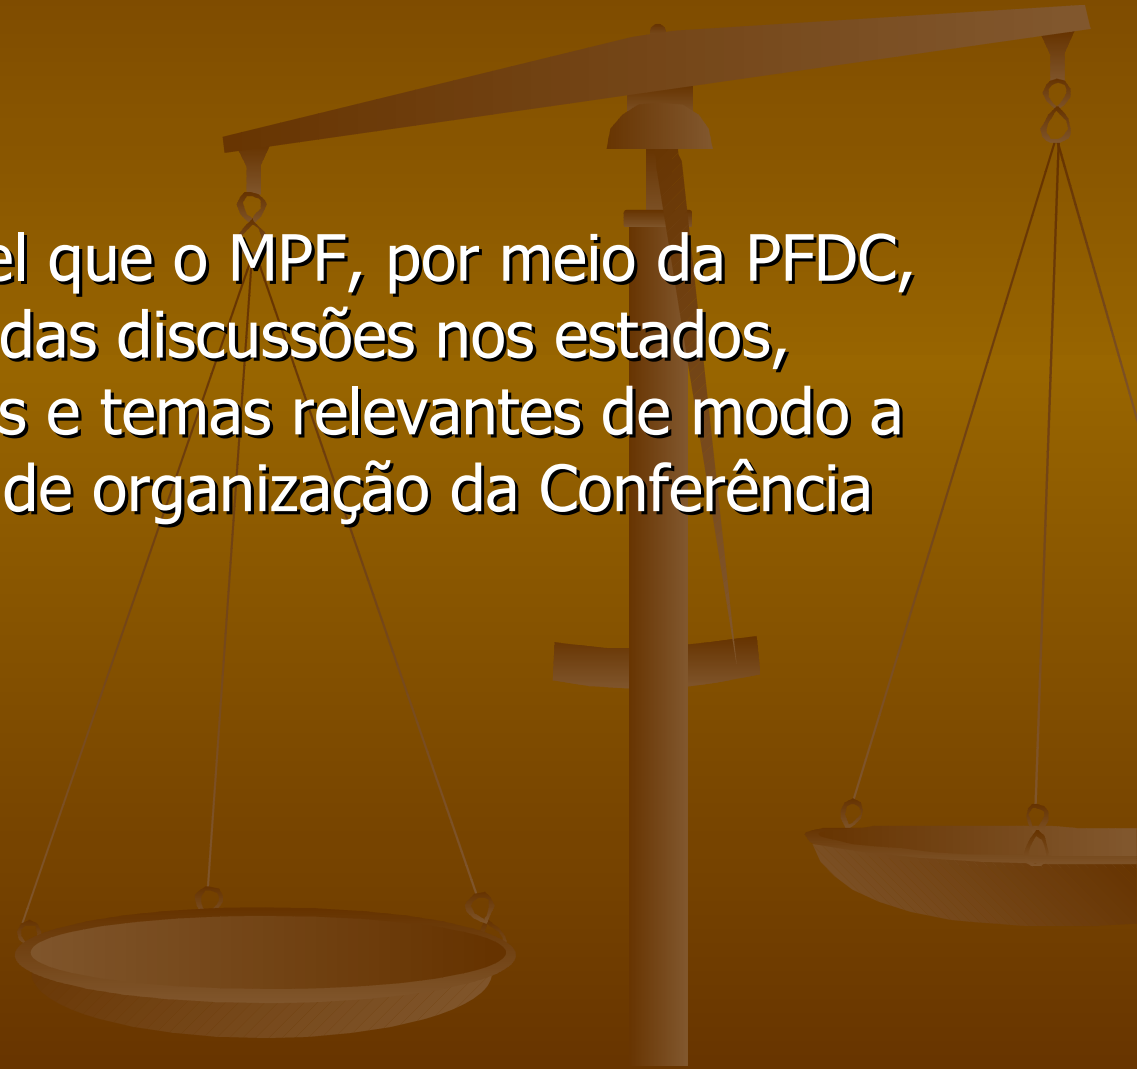 el que o MPF, por meio da PFDC,
das discussões nos estados,
s e temas relevantes de modo a
de organização da Conferência